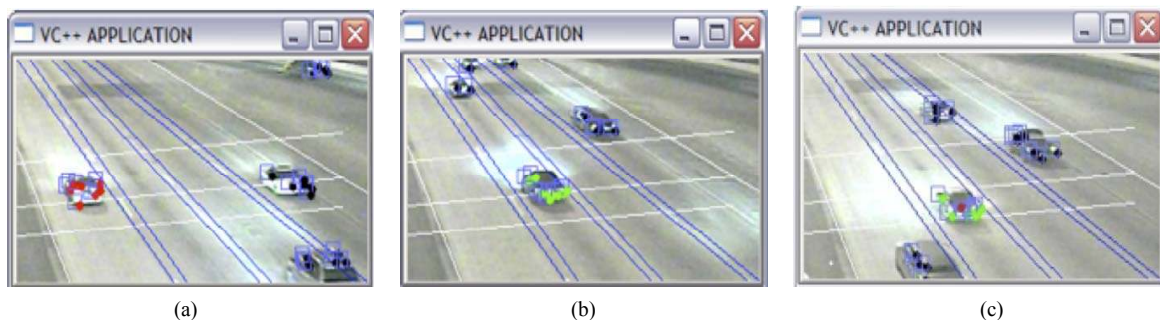 VC++ APPLICATION
VC++ APPLICATION
VC++ APPLICATION
(a)
(b)
(c)